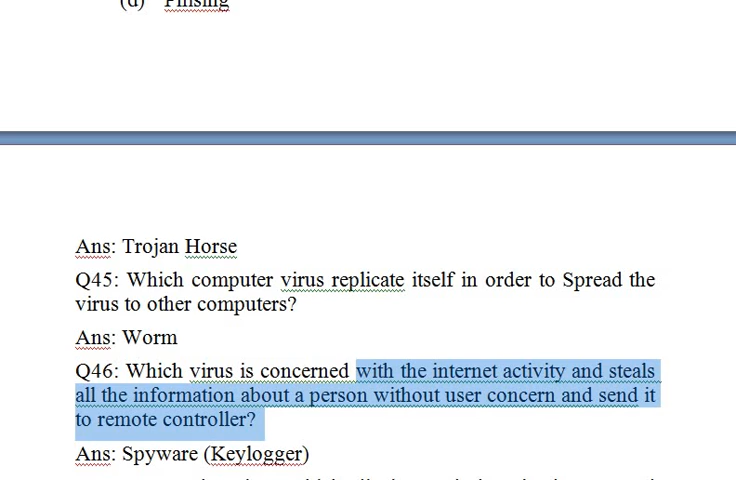 (d) Phising
Ans: Trojan Horse
Q45: Which computer virus replicate itself in order to Spread the
virus to other computers?
Ans: Worm
Q46: Which virus is concerned with the internet activity and steals
all the information about a person without user concern and send it
to remote controller?
Ans: Spyware (Keylogger)